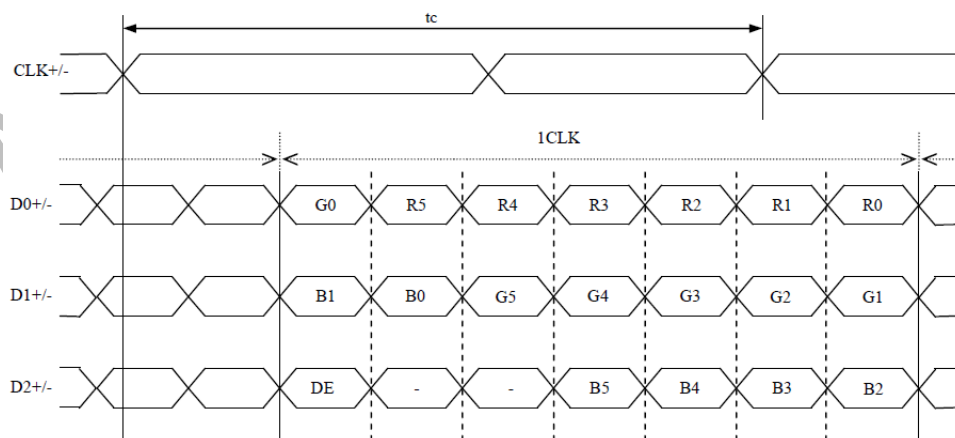 tc
CLK+/-
1CLK
D0+/- G0 R5 R4 R3 R2 R1 R0
D1+/- B1 B0 G5 G4 G3 G2 G1
D2+/- DE - - B5 B4 B3 B2